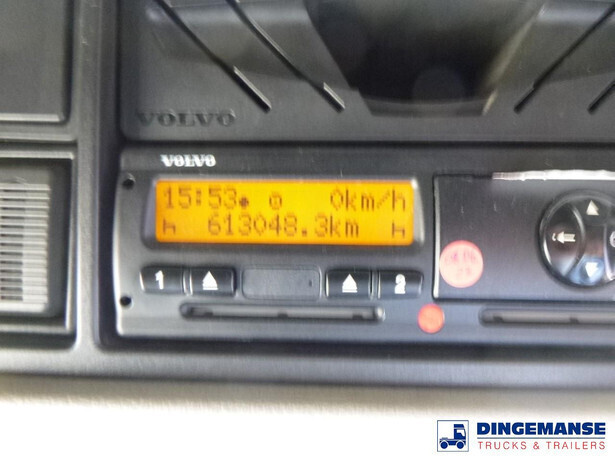 VOLVO
VOLVO
15:53 0km/h
h 613048.3km h
1 2
DINGEMANSE
TRUCKS & TRAILERS